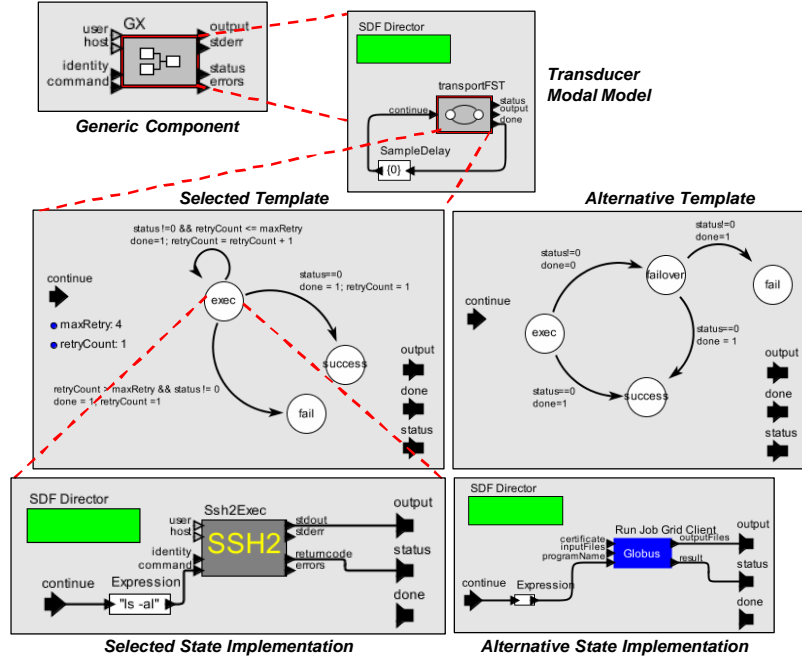 GX
user
host
identity
command
output
stderr
status
errors
Generic Component
SDF Director
transportFST
continue
status
output
done
SampleDelay
{0}
Transducer
Modal Model
Selected Template
status !=0 && retryCount <= maxRetry
done=1; retryCount = retryCount + 1
continue
maxRetry: 4
retryCount: 1
exec
status==0
done = 1; retryCount = 1
success
retryCount > maxRetry && status != 0
done = 1; retryCount =1
fail
output
done
status
Alternative Template
status!=0
done=0
status!=0
done=1
failover
fail
continue
exec
status==0
done = 1
status==0
done=1
success
output
done
status
SDF Director
Ssh2Exec
user
host
identity
command
SSH2
stdout
stderr
returncode
errors
continue
Expression
"ls -al"
output
status
done
Selected State Implementation
SDF Director
Run Job Grid Client
certificate
inputFiles
programName
Globus
outputFiles
result
continue
Expression
output
status
done
Alternative State Implementation